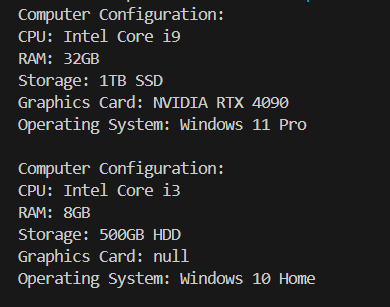 Computer Configuration:
CPU: Intel Core i9
RAM: 32GB
Storage: 1TB SSD
Graphics Card: NVIDIA RTX 4090
Operating System: Windows 11 Pro

Computer Configuration:
CPU: Intel Core i3
RAM: 8GB
Storage: 500GB HDD
Graphics Card: null
Operating System: Windows 10 Home